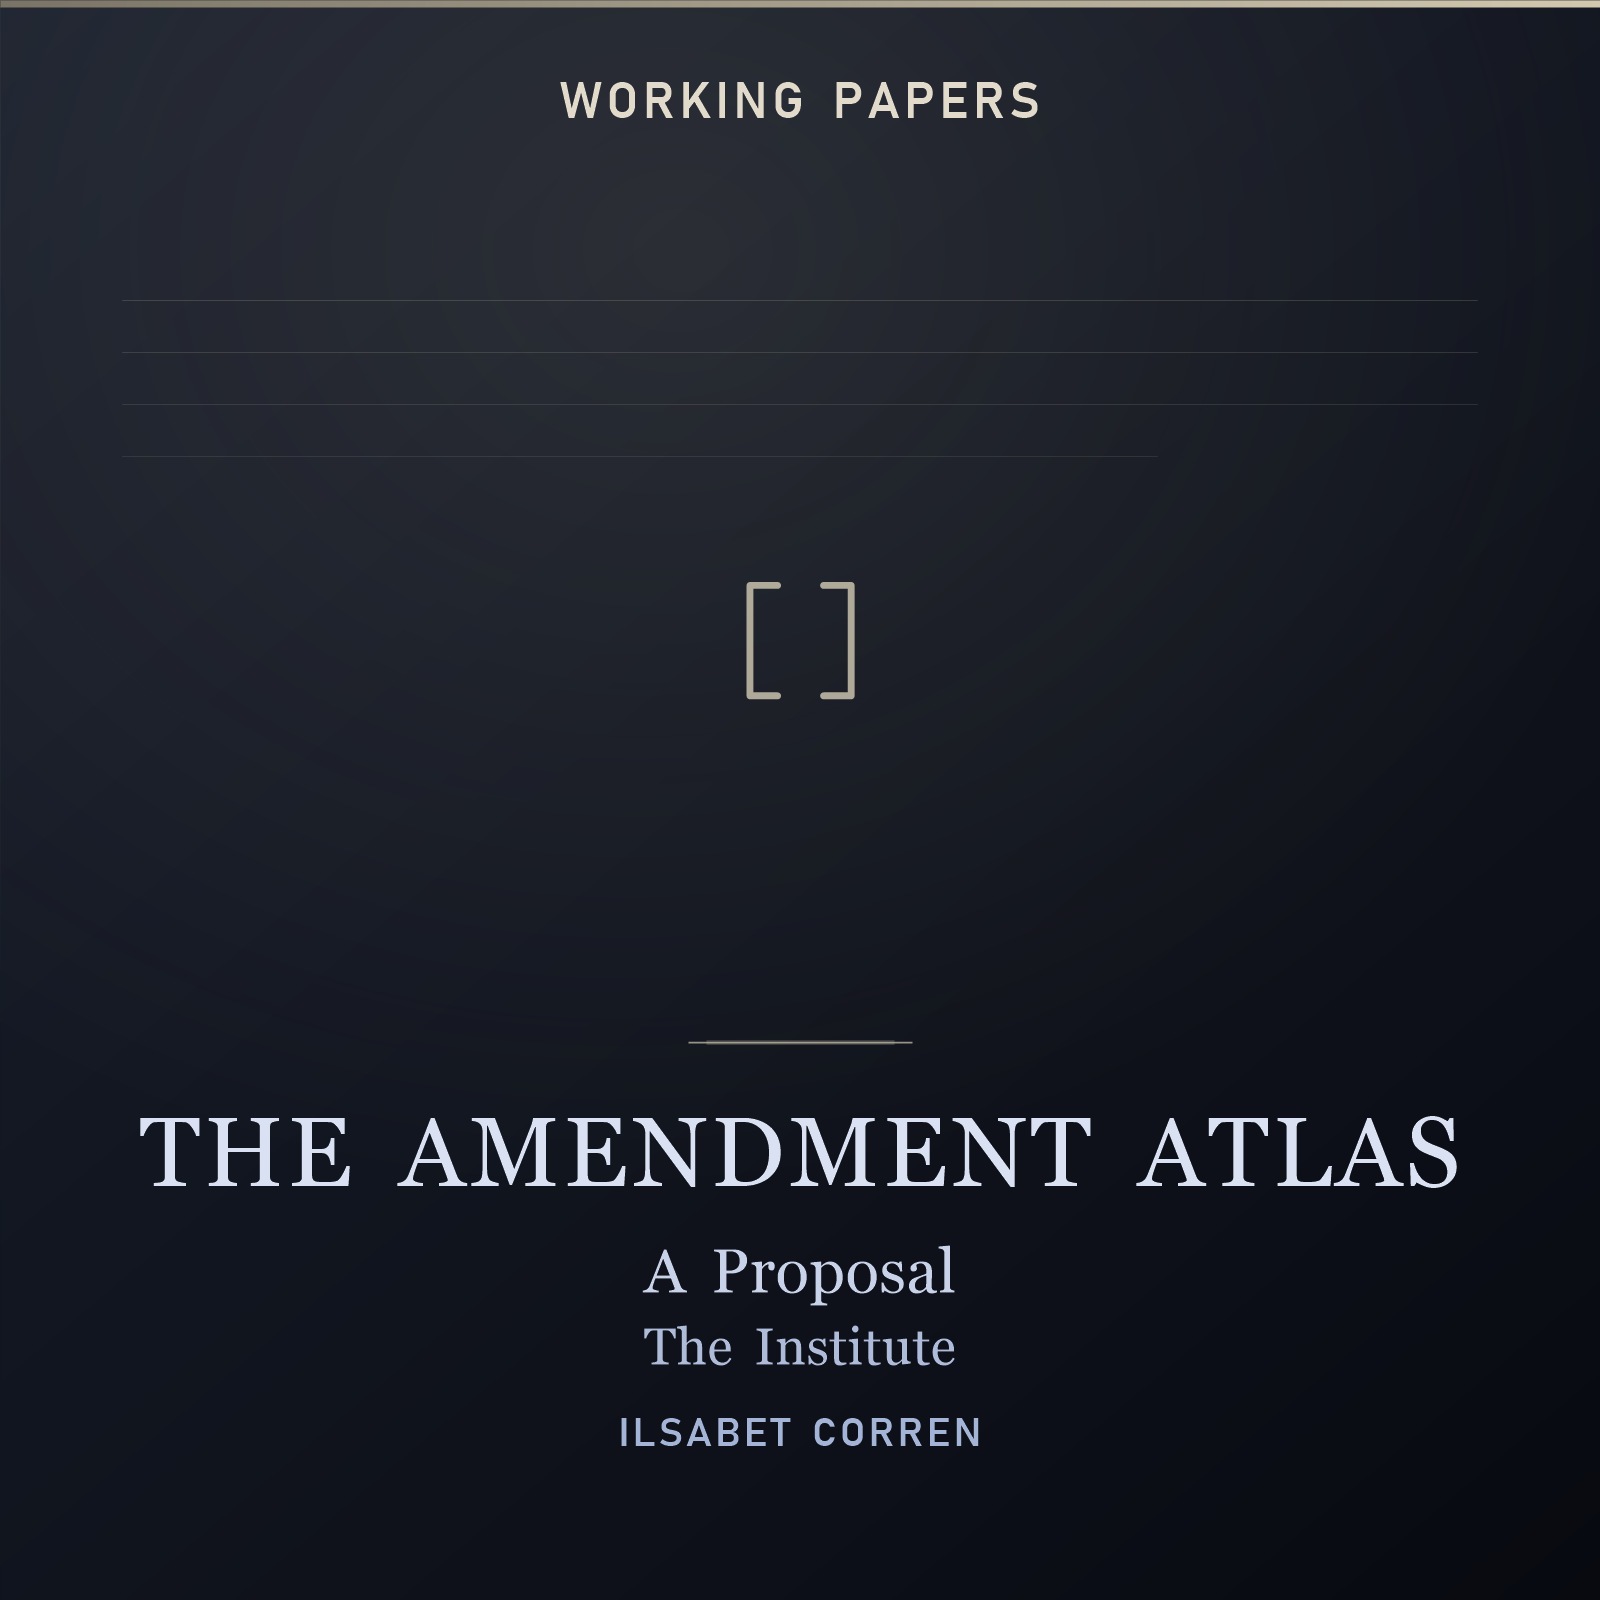 WORKING PAPERS
[ ]
THE AMENDMENT ATLAS
A Proposal
The Institute
ILSABET CORREN